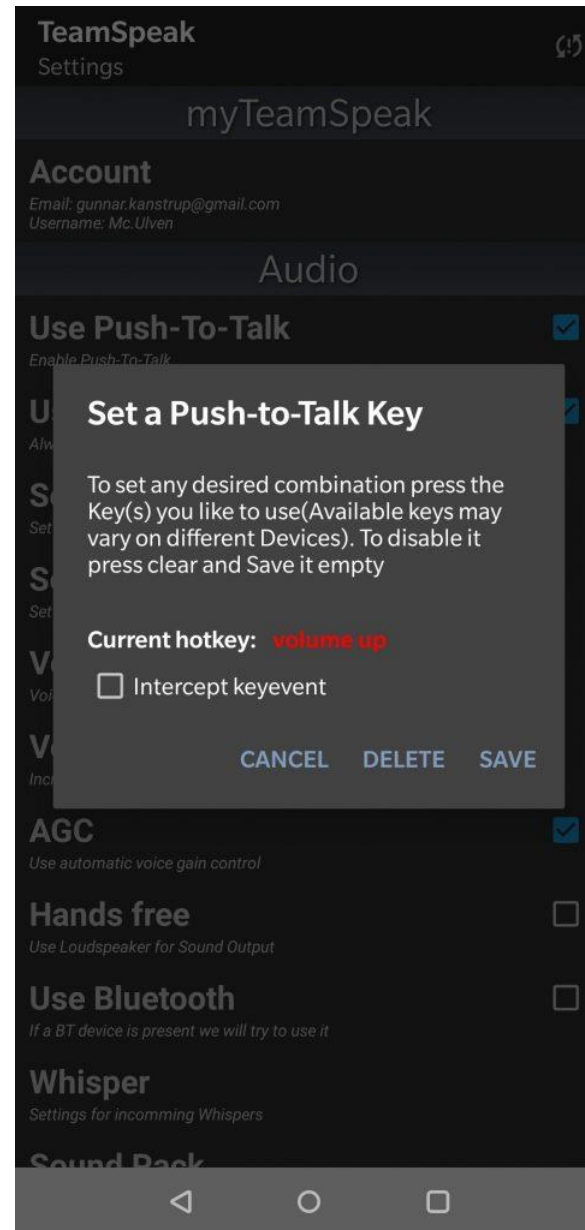 TeamSpeak
Settings
myTeamSpeak
Account
Email: gunnar.kanstrup@gmail.com
Username: Mc.Ulven
Audio
Use Push-To-Talk
Enable Push-To-Talk
Set a Push-to-Talk Key
To set any desired combination press the
Key(s) you like to use(Available keys may
vary on different Devices). To disable it
press clear and Save it empty
Current hotkey: volume up
Intercept keyevent
CANCEL DELETE SAVE
AGC
Use automatic voice gain control
Hands free
Use Loudspeaker for Sound Output
Use Bluetooth
If a BT device is present we will try to use it
Whisper
Settings for incomming Whispers
Sound Pack